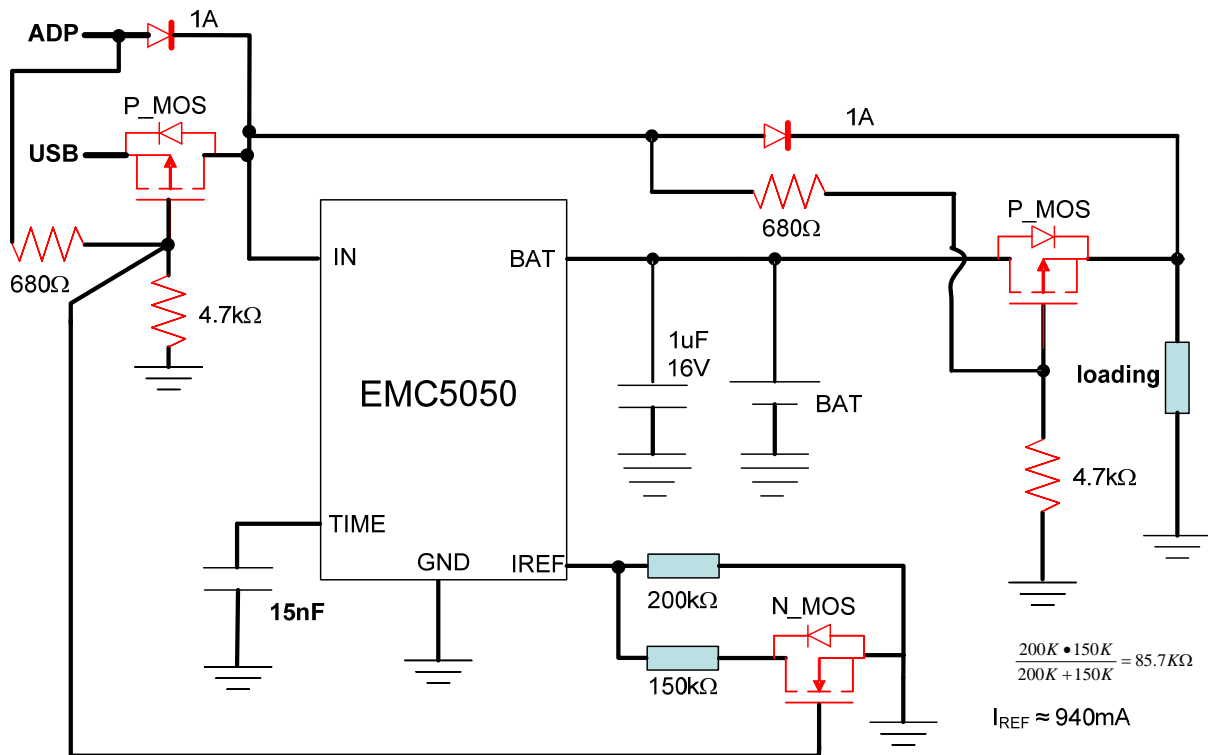 1A
ADP
P_MOS
USB
1A
680Ω
P_MOS
680Ω
IN
BAT
4.7kΩ
1uF
16V
loading
EMC5050
BAT
4.7kΩ
TIME
GND
IREF
15nF
200kΩ
N_MOS
150kΩ
200K • 150K
200K + 150K
= 85.7KΩ
IREF ≈ 940mA